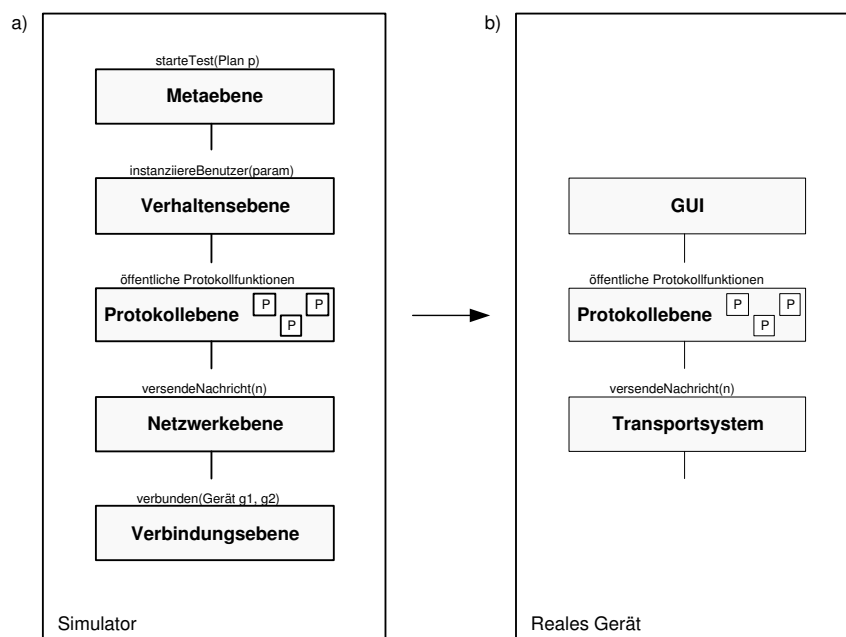 a)
starteTest(Plan p)
Metaebene
instanziiereBenutzer(param)
Verhaltensebene
öffentliche Protokollfunktionen
Protokollebene P P P
versendeNachricht(n)
Netzwerkebene
verbunden(Gerät g1, g2)
Verbindungsebene
Simulator
b)
GUI
öffentliche Protokollfunktionen
Protokollebene P P P
versendeNachricht(n)
Transportsystem
Reales Gerät